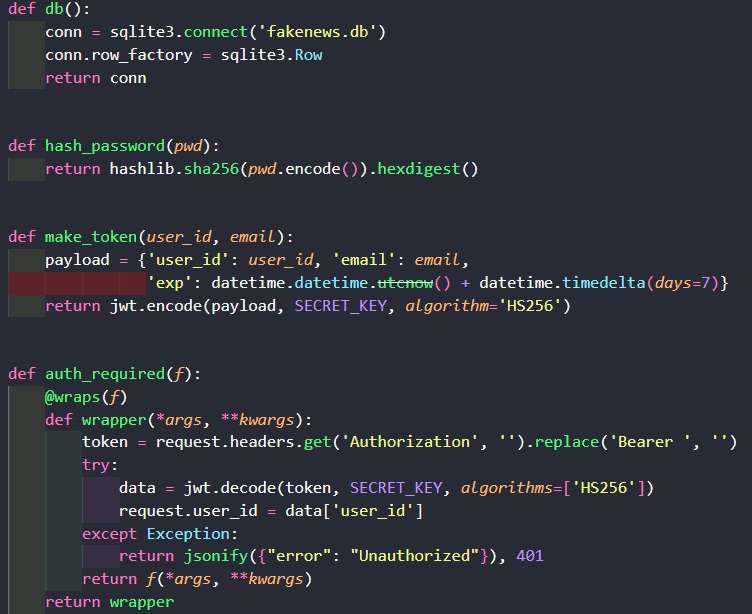 def db():
    conn = sqlite3.connect('fakenews.db')
    conn.row_factory = sqlite3.Row
    return conn
def hash_password(pwd):
    return hashlib.sha256(pwd.encode()).hexdigest()
def make_token(user_id, email):
    payload = {'user_id': user_id, 'email': email,
               'exp': datetime.datetime.utcnow() + datetime.timedelta(days=7)}
    return jwt.encode(payload, SECRET_KEY, algorithm='HS256')
def auth_required(f):
    @wraps(f)
    def wrapper(*args, **kwargs):
        token = request.headers.get('Authorization', '').replace('Bearer ', '')
        try:
            data = jwt.decode(token, SECRET_KEY, algorithms=['HS256'])
            request.user_id = data['user_id']
        except Exception:
            return jsonify({"error": "Unauthorized"}), 401
        return f(*args, **kwargs)
    return wrapper